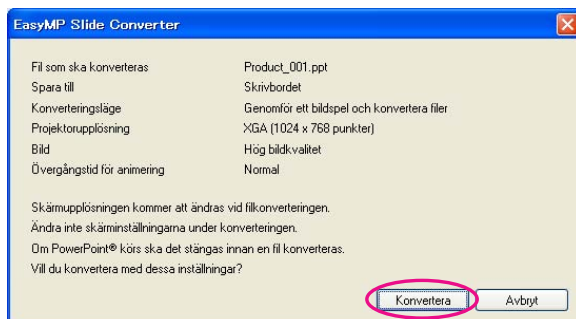 EasyMP Slide Converter
Fil som ska konverteras Product_001.ppt
Spara till Skrivbordet
Konverteringsläge Genomför ett bildspel och konvertera filer
Projektorupplösning XGA (1024 x 768 punkter)
Bild Hög bildkvalitet
Övergångstid för animering Normal
Skärmupplösningen kommer att ändras vid filkonverteringen.
Ändra inte skärminställningarna under konverteringen.
Om PowerPoint® körs ska det stängas innan en fil konverteras.
Vill du konvertera med dessa inställningar?
Konvertera Avbryt